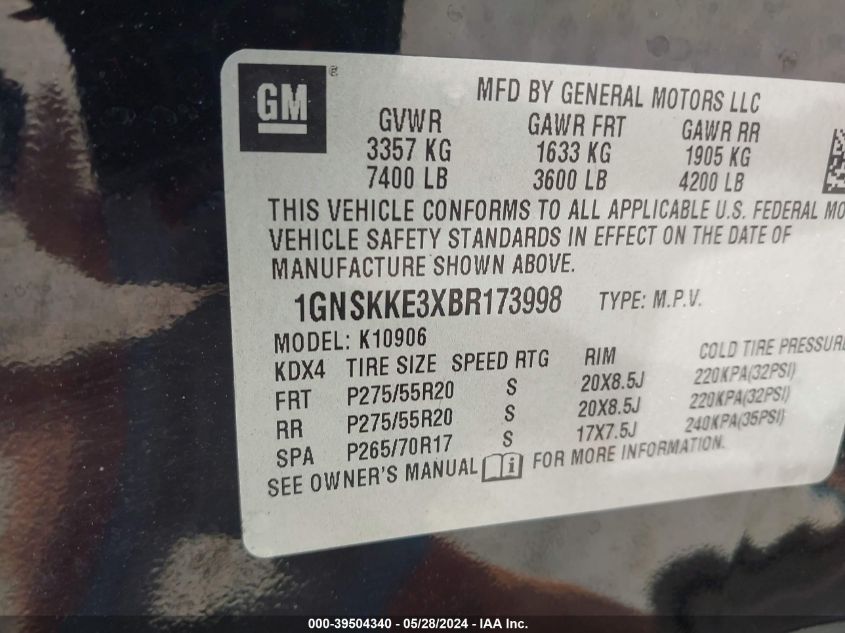 GM ®
MFD BY GENERAL MOTORS LLC
GVWR GAWR FRT GAWR RR
3357 KG 1633 KG 1905 KG
7400 LB 3600 LB 4200 LB
THIS VEHICLE CONFORMS TO ALL APPLICABLE U.S. FEDERAL MO
VEHICLE SAFETY STANDARDS IN EFFECT ON THE DATE OF
MANUFACTURE SHOWN ABOVE.
1GNSKKE3XBR173998 TYPE: M.P.V.
MODEL: K10906
KDX4 TIRE SIZE SPEED RTG RIM COLD TIRE PRESSURE
FRT P275/55R20 S 20X8.5J 220KPA(32PSI)
RR P275/55R20 S 20X8.5J 220KPA(32PSI)
SPA P265/70R17 S 17X7.5J 240KPA(35PSI)
SEE OWNER'S MANUAL i FOR MORE INFORMATION.
000-39504340 - 05/28/2024 - IAA Inc.